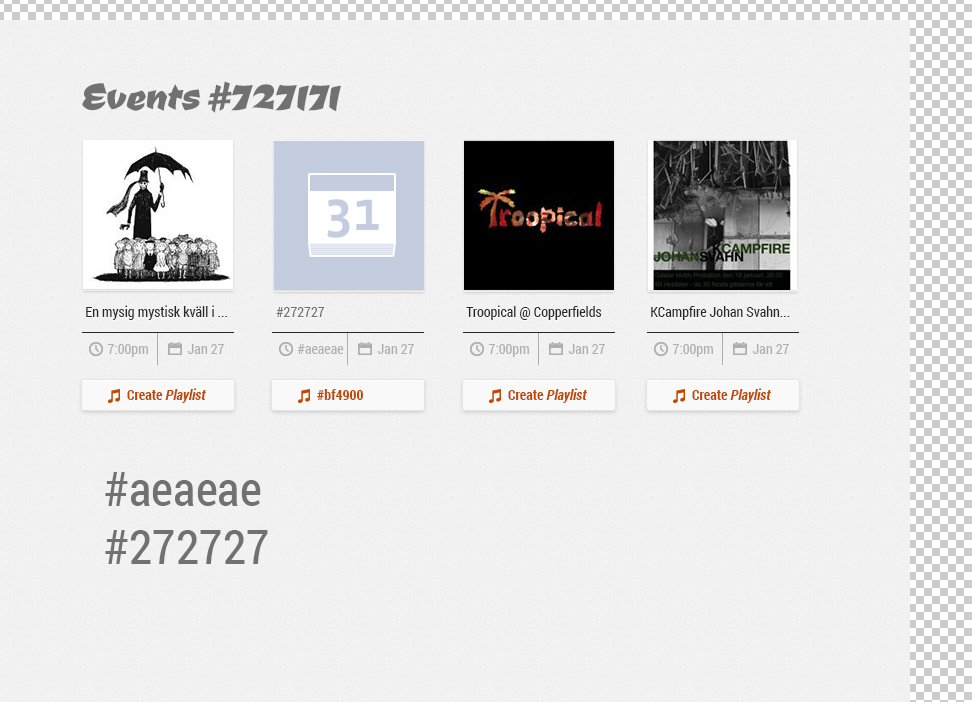 Events #727171
31
Troopical
KCAMPFIRE
JOHANSVAHN
En mysig mystisk kväll i ...
#272727
Troopical @ Copperfields
KCampfire Johan Svahn...
7:00pm Jan 27
#aeaeae Jan 27
7:00pm Jan 27
7:00pm Jan 27
Create Playlist
#bf4900
Create Playlist
Create Playlist
#aeaeae
#272727